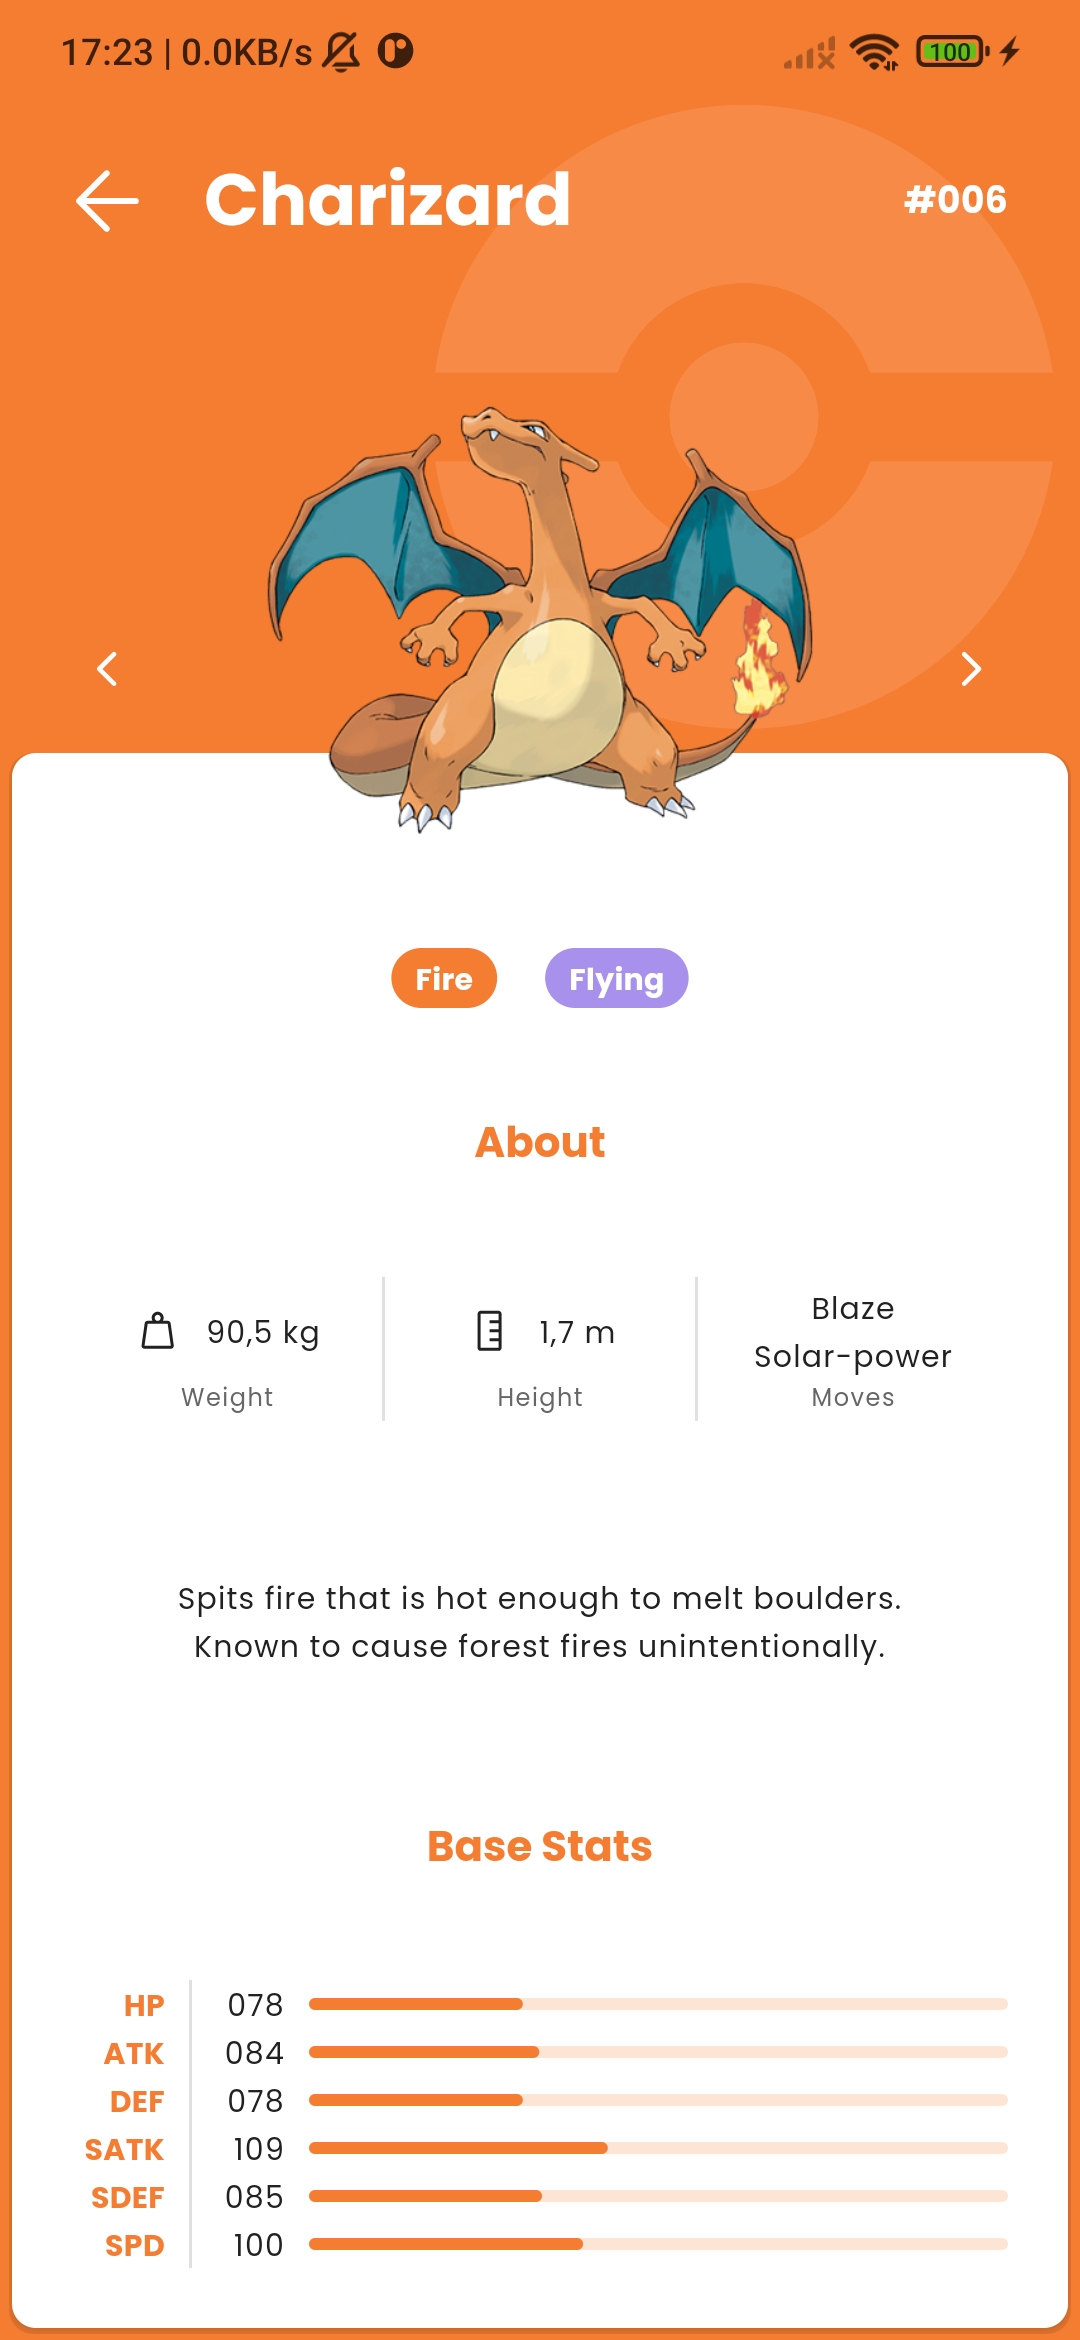 17:23 | 0.0KB/s
100
Charizard
#006
Fire
Flying
About
90,5 kg
Weight
1,7 m
Height
Blaze
Solar-power
Moves
Spits fire that is hot enough to melt boulders.
Known to cause forest fires unintentionally.
Base Stats
HP 078
ATK 084
DEF 078
SATK 109
SDEF 085
SPD 100